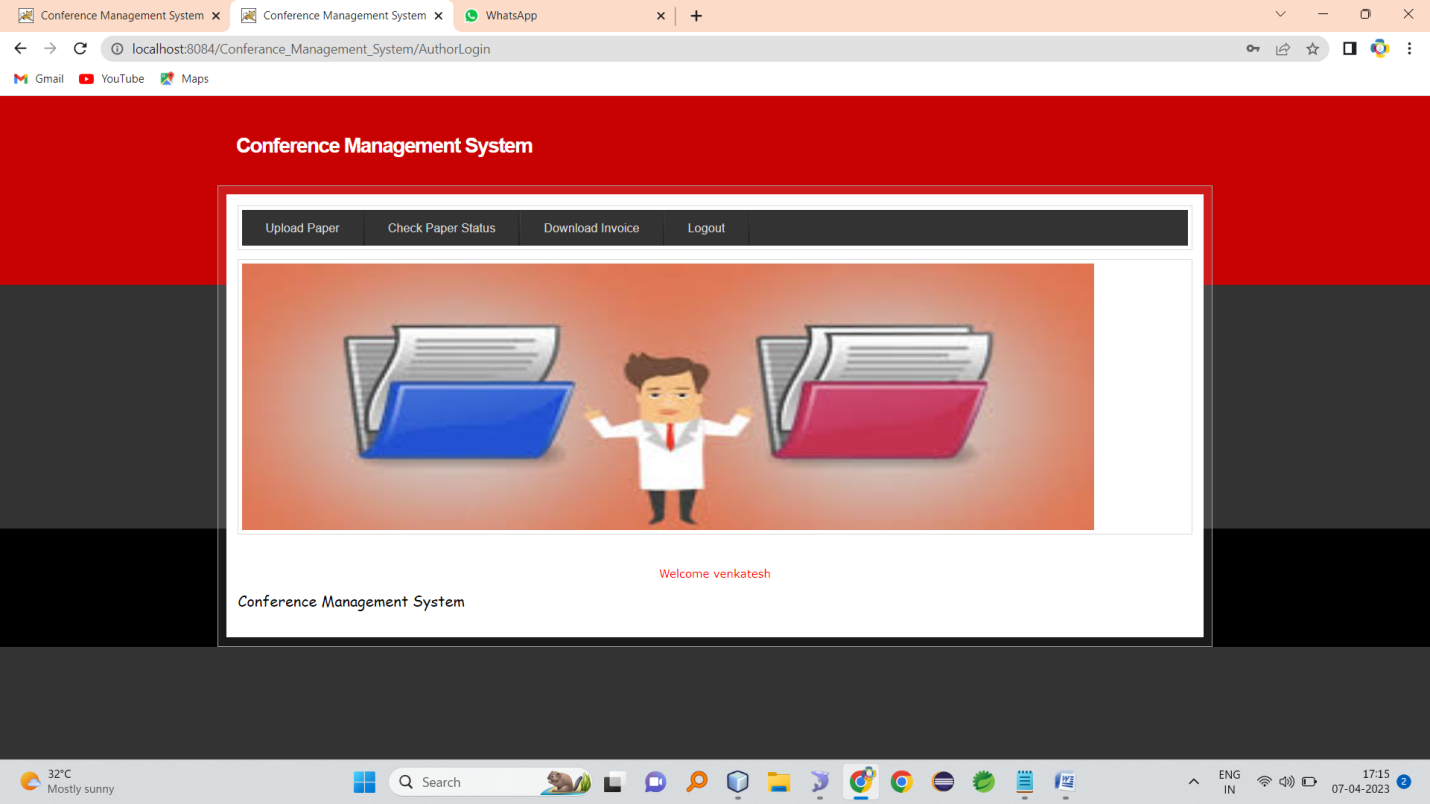 Conference Management System
Conference Management System
WhatsApp
localhost:8084/Conferance_Management_System/AuthorLogin
Gmail
YouTube
Maps
Conference Management System
Upload Paper
Check Paper Status
Download Invoice
Logout
Welcome venkatesh
Conference Management System
32°C
Mostly sunny
Search
ENG
IN
17:15
07-04-2023
2